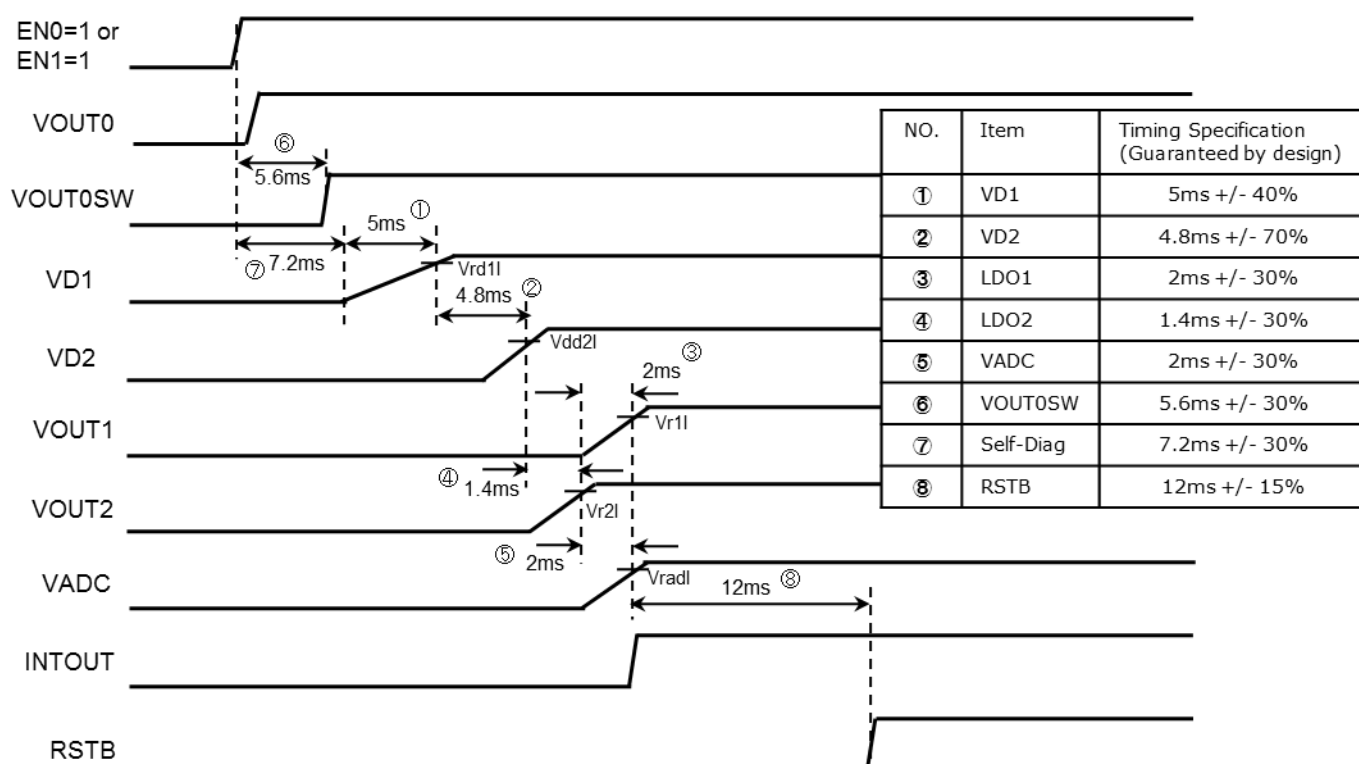 EN0=1 or
EN1=1
VOUT0
⑥
5.6ms
VOUT0SW
5ms ①
⑦ 7.2ms
Vrd1l
VD1
4.8ms ②
Vdd2l
VD2
③
2ms
Vr1l
VOUT1
④ 1.4ms
Vr2l
VOUT2
⑤ 2ms
Vradl
VADC
12ms ⑧
INTOUT
RSTB
NO. Item Timing Specification
(Guaranteed by design)
① VD1 5ms +/- 40%
② VD2 4.8ms +/- 70%
③ LDO1 2ms +/- 30%
④ LDO2 1.4ms +/- 30%
⑤ VADC 2ms +/- 30%
⑥ VOUT0SW 5.6ms +/- 30%
⑦ Self-Diag 7.2ms +/- 30%
⑧ RSTB 12ms +/- 15%